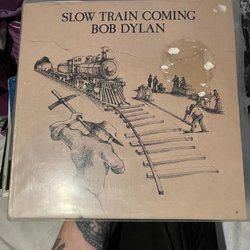 SLOW TRAIN COMING
BOB DYLAN